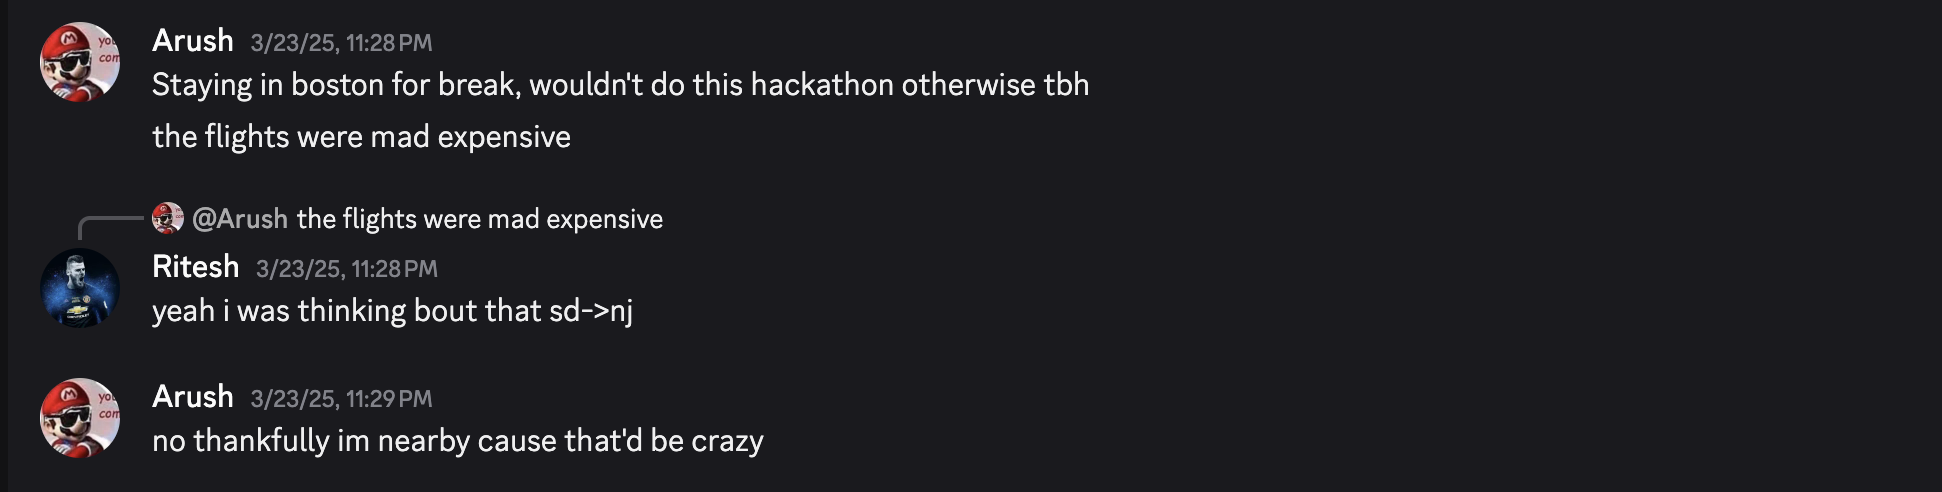 Arush 3/23/25, 11:28 PM
Staying in boston for break, wouldn't do this hackathon otherwise tbh
the flights were mad expensive
@Arush the flights were mad expensive
Ritesh 3/23/25, 11:28 PM
yeah i was thinking bout that sd->nj
Arush 3/23/25, 11:29 PM
no thankfully im nearby cause that'd be crazy